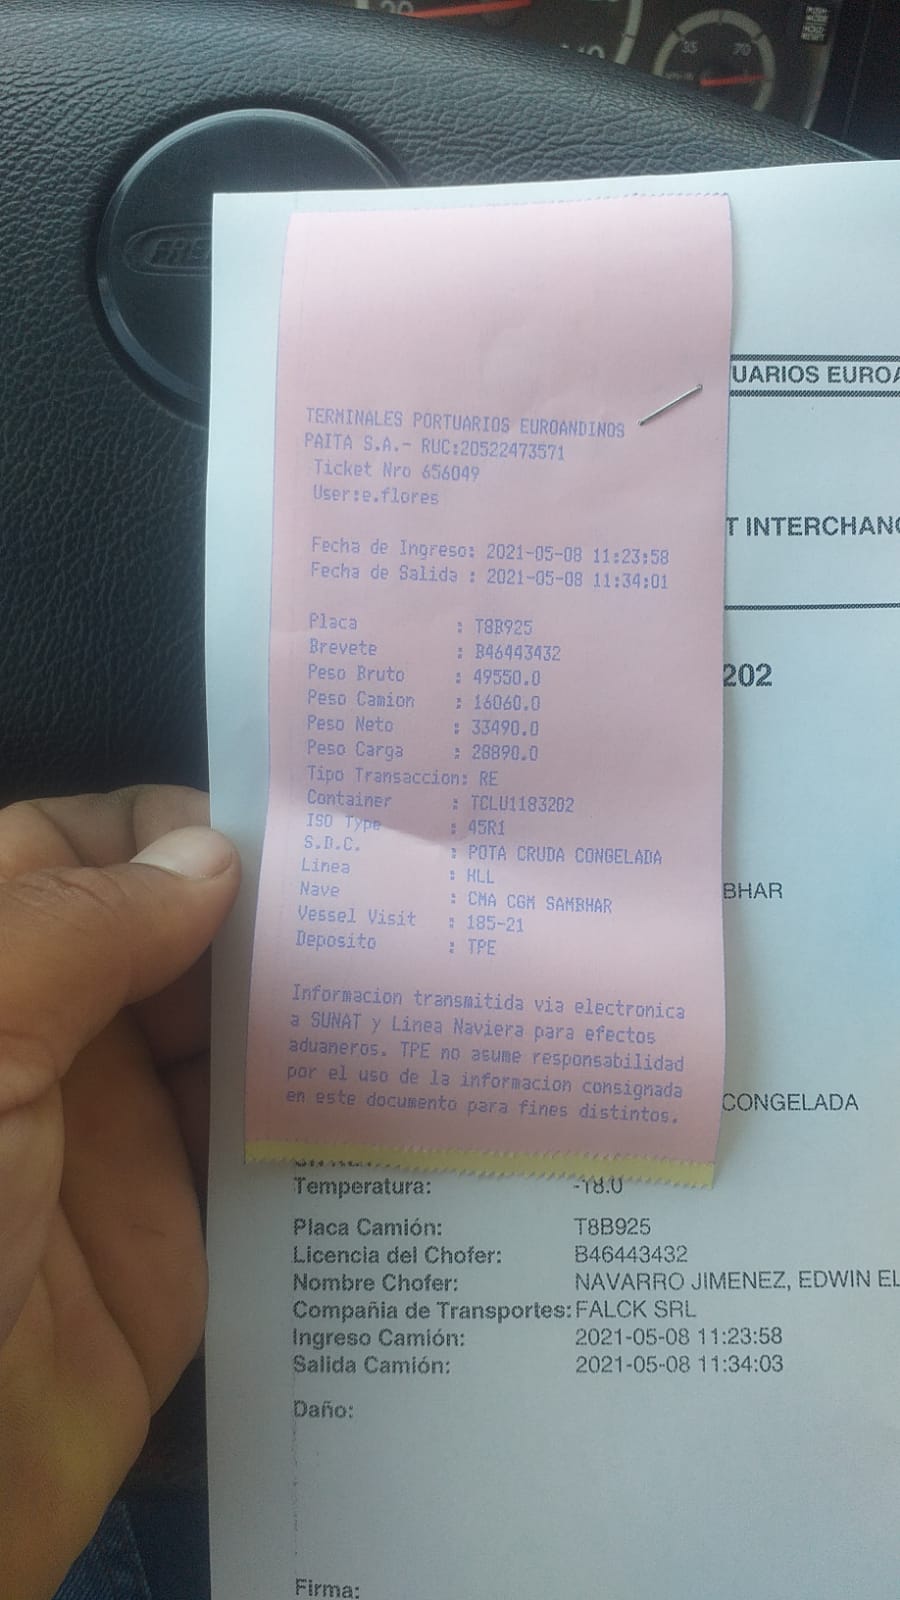 20
35 70
TERMINALES PORTUARIOS EUROANDINOS
PAITA S.A.- RUC:20522473571
Ticket Nro 656049
User:e.flores
Fecha de Ingreso: 2021-05-08 11:23:58
Fecha de Salida : 2021-05-08 11:34:01
Placa : T8B925
Brevete : B46443432
Peso Bruto : 49550.0
Peso Camion : 16060.0
Peso Neto : 33490.0
Peso Carga : 28890.0
Tipo Transaccion: RE
Container : TCLU1183202
ISO Type : 45R1
S.D.C. : POTA CRUDA CONGELADA
Linea : HLL
Nave : CMA CGM SAMBHAR
Vessel Visit : 185-21
Deposito : TPE
Informacion transmitida via electronica
a SUNAT y Linea Naviera para efectos
aduaneros. TPE no asume responsabilidad
por el uso de la informacion consignada
en este documento para fines distintos.
UARIOS EUROA
T INTERCHANG
202
BHAR
CONGELADA
Temperatura: -18.0
Placa Camión: T8B925
Licencia del Chofer: B46443432
Nombre Chofer: NAVARRO JIMENEZ, EDWIN EL
Compañia de Transportes: FALCK SRL
Ingreso Camión: 2021-05-08 11:23:58
Salida Camión: 2021-05-08 11:34:03
Daño:
Firma: